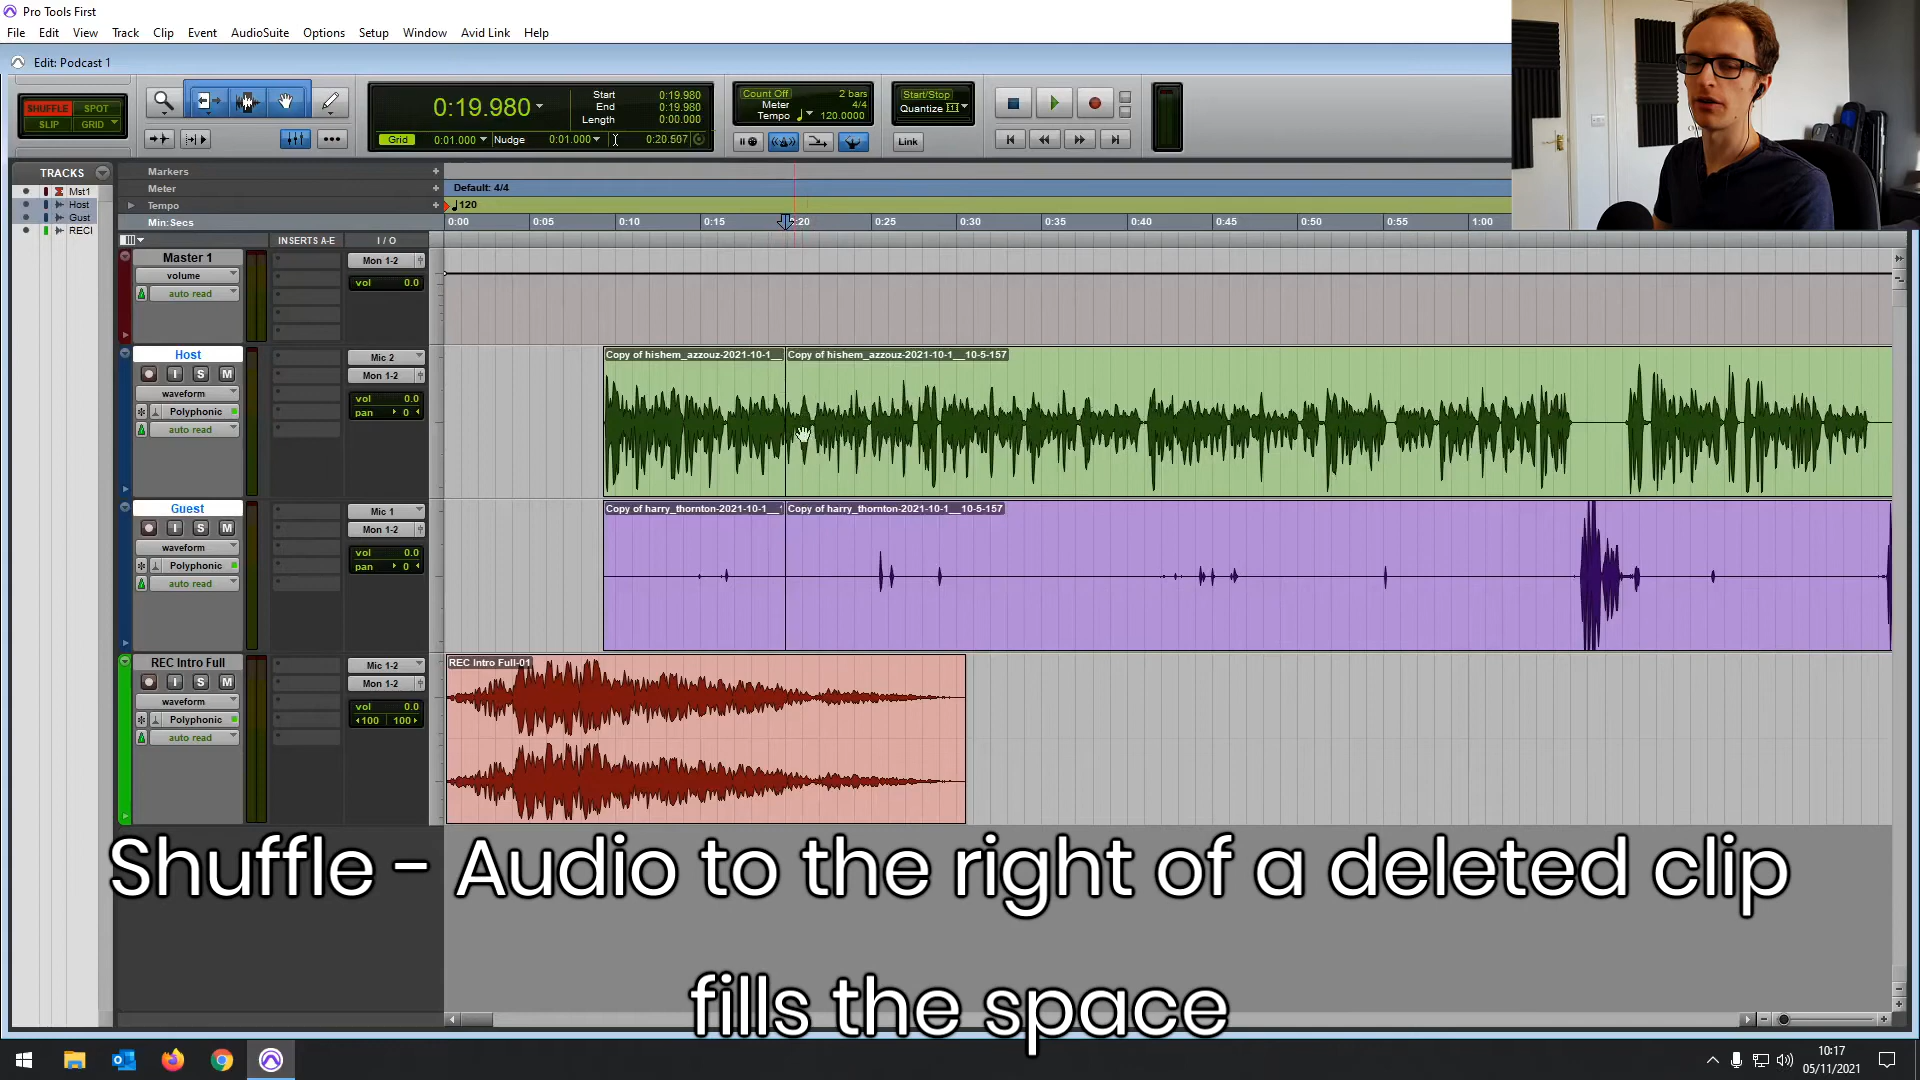 Pro Tools First
File Edit View Track Clip Event AudioSuite Options Setup Window Avid Link Help
Edit: Podcast 1
SHUFFLE SPOT
SLIP GRID
0:19.980
Start 0:19.980
End 0:19.980
Length 0:00.000
Grid 0:01.000 Nudge 0:01.000 0:20.507
Count Off 2 bars
Meter 4/4
Tempo 120.0000
Start/Stop
Quantize
Link
TRACKS
Mst1
Host
Gust
RECI
Markers
Meter Default: 4/4
Tempo 120
Min:Secs 0:00 0:05 0:10 0:15 0:20 0:25 0:30 0:35 0:40 0:45 0:50 0:55 1:00
INSERTS A-E I / O
Master 1
volume
auto read
Mon 1-2
vol 0.0
Host
I S M
waveform
Polyphonic
auto read
Mic 2
Mon 1-2
vol 0.0
pan 0
Copy of hishem_azzouz-2021-10-1__ Copy of hishem_azzouz-2021-10-1__10-5-157
Guest
I S M
waveform
Polyphonic
auto read
Mic 1
Mon 1-2
vol 0.0
pan 0
Copy of harry_thornton-2021-10-1__ Copy of harry_thornton-2021-10-1__10-5-157
REC Intro Full
I S M
waveform
Polyphonic
auto read
Mic 1-2
Mon 1-2
vol 0.0
100 100
REC Intro Full-01
Shuffle - Audio to the right of a deleted clip
fills the space
10:17
05/11/2021